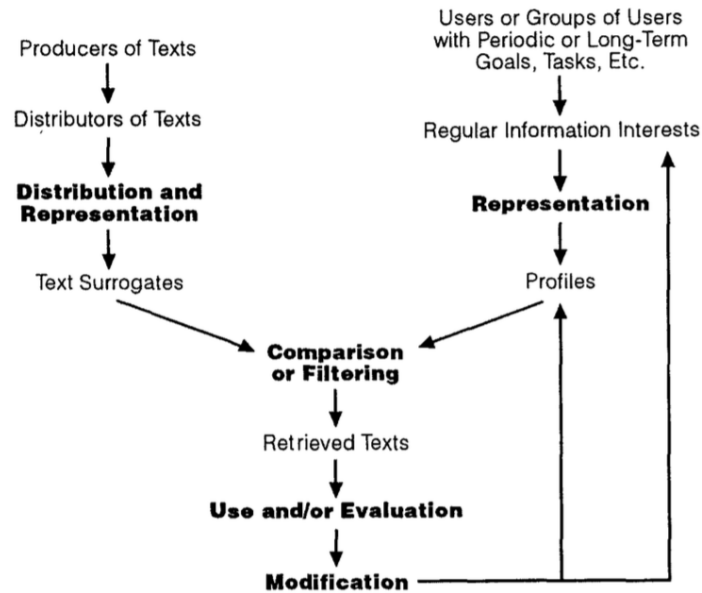 Producers of Texts
Distributors of Texts
Distribution and
Representation
Text Surrogates
Users or Groups of Users
with Periodic or Long-Term
Goals, Tasks, Etc.
Regular Information Interests
Representation
Profiles
Comparison
or Filtering
Retrieved Texts
Use and/or Evaluation
Modification